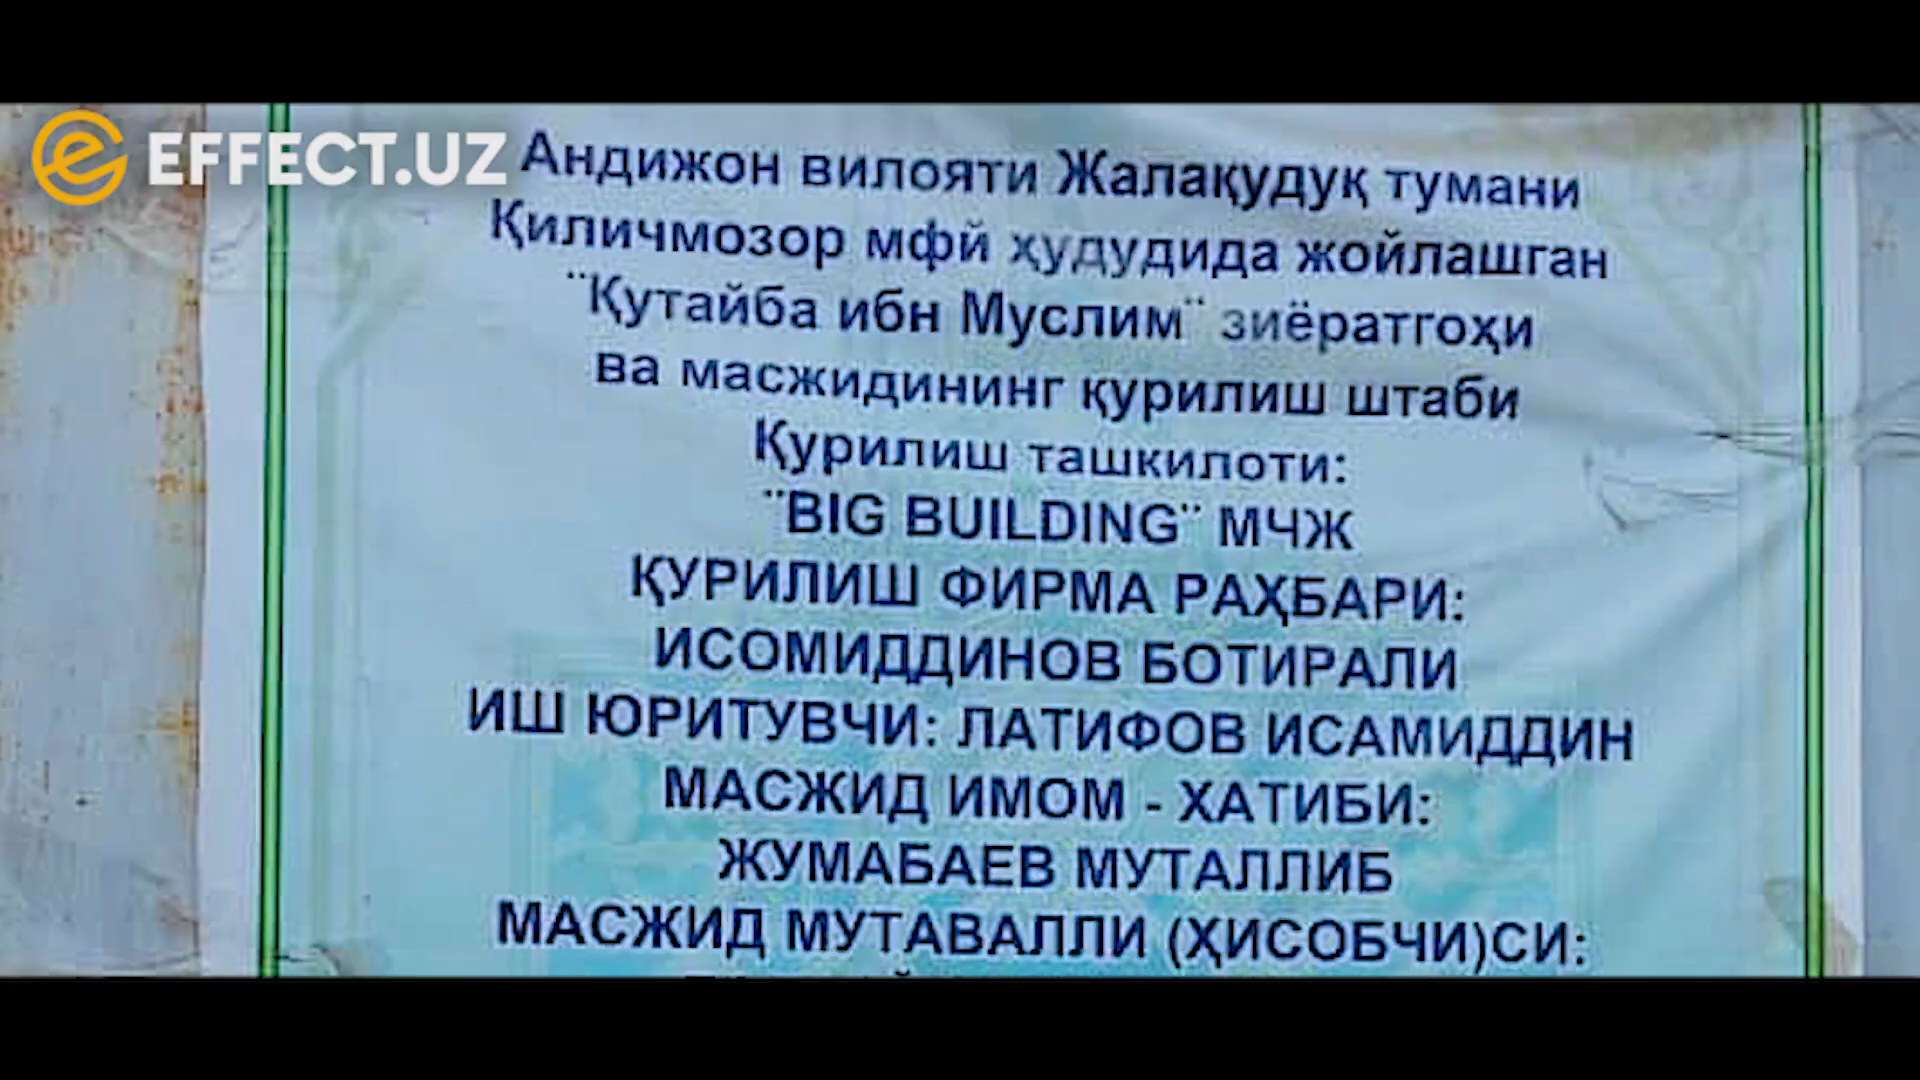 EFFECT.UZ
Андижон вилояти Жалақудуқ тумани
Қиличмозор мфй ҳудудида жойлашган
¨Қутайба ибн Муслим¨ зиёратгоҳи
ва масжидининг қурилиш штаби
Қурилиш ташкилоти:
¨BIG BUILDING¨ МЧЖ
ҚУРИЛИШ ФИРМА РАҲБАРИ:
ИСОМИДДИНОВ БОТИРАЛИ
ИШ ЮРИТУВЧИ: ЛАТИФОВ ИСАМИДДИН
МАСЖИД ИМОМ - ХАТИБИ:
ЖУМАБАЕВ МУТАЛЛИБ
МАСЖИД МУТАВАЛЛИ (ҲИСОБЧИ)СИ: